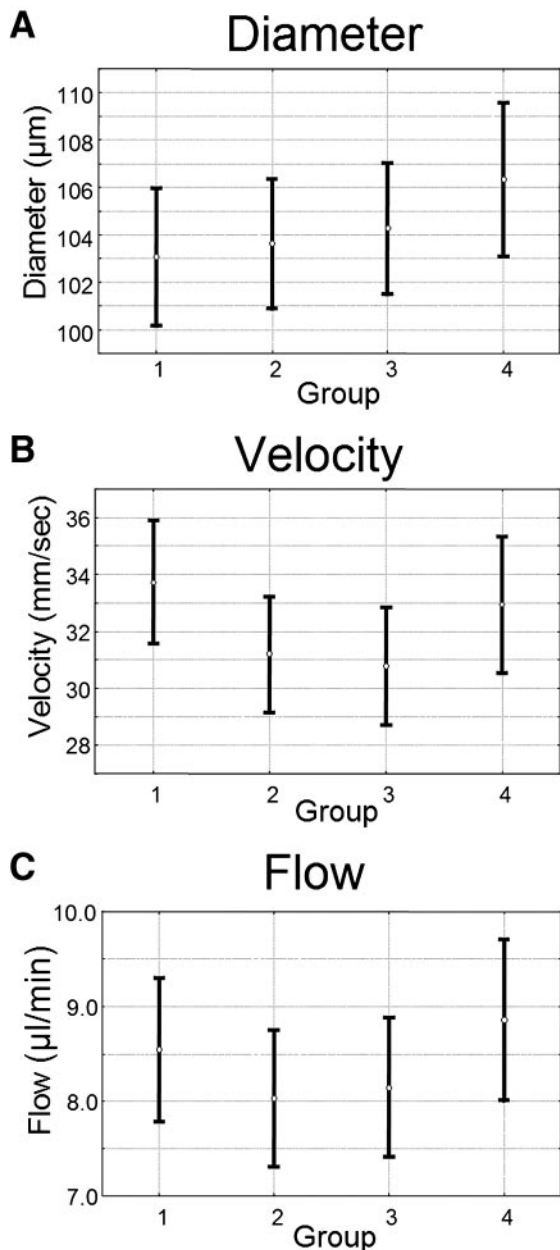 A
Diameter
Diameter (µm)
110
108
106
104
102
100
1 2 3 4
Group
B
Velocity
Velocity (mm/sec)
36
34
32
30
28
1 2 3 4
Group
C
Flow
Flow (µl/min)
10.0
9.0
8.0
7.0
1 2 3 4
Group